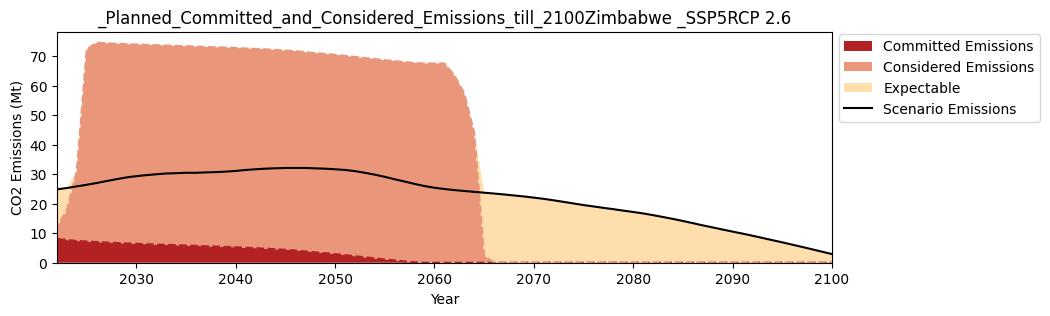 _Planned_Committed_and_Considered_Emissions_till_2100Zimbabwe _SSP5RCP 2.6
70
60
50
40
30
20
10
0
CO2 Emissions (Mt)
2030 2040 2050 2060 2070 2080 2090 2100
Year
Committed Emissions
Considered Emissions
Expectable
Scenario Emissions